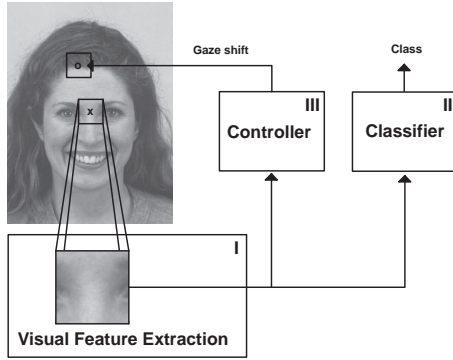 Gaze shift
Class
III
Controller
II
Classifier
o
x
I
Visual Feature Extraction